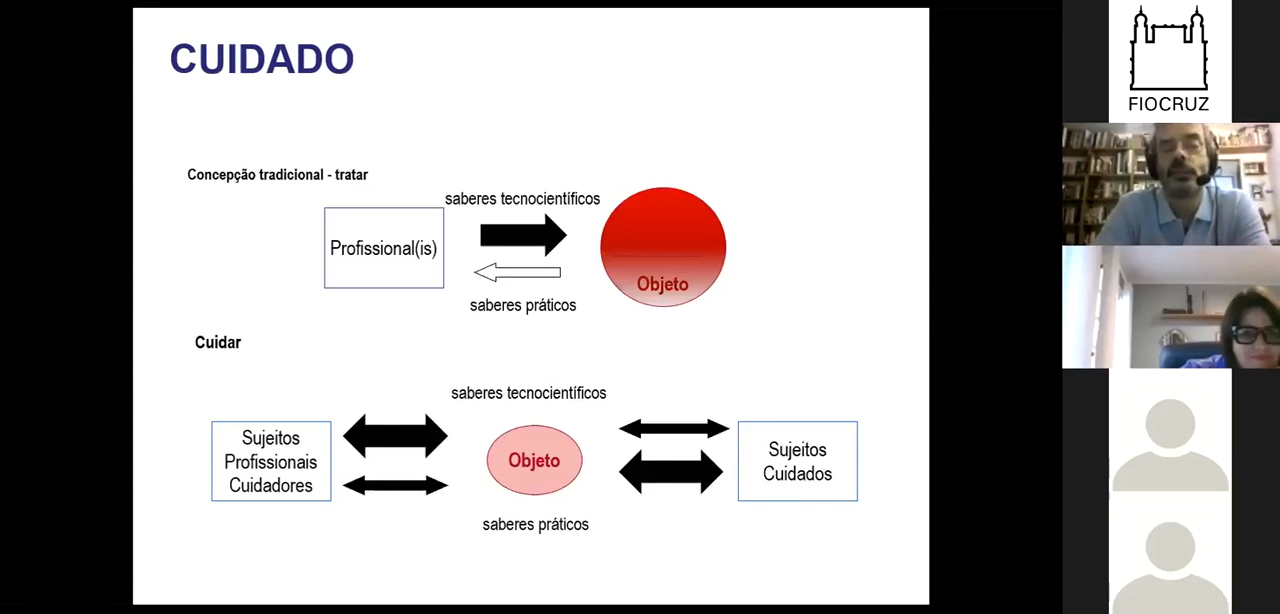 CUIDADO
Concepção tradicional - tratar
saberes tecnocientíficos
Profissional(is)
Objeto
saberes práticos
Cuidar
saberes tecnocientíficos
Sujeitos
Profissionais
Cuidadores
Objeto
Sujeitos
Cuidados
saberes práticos
FIOCRUZ